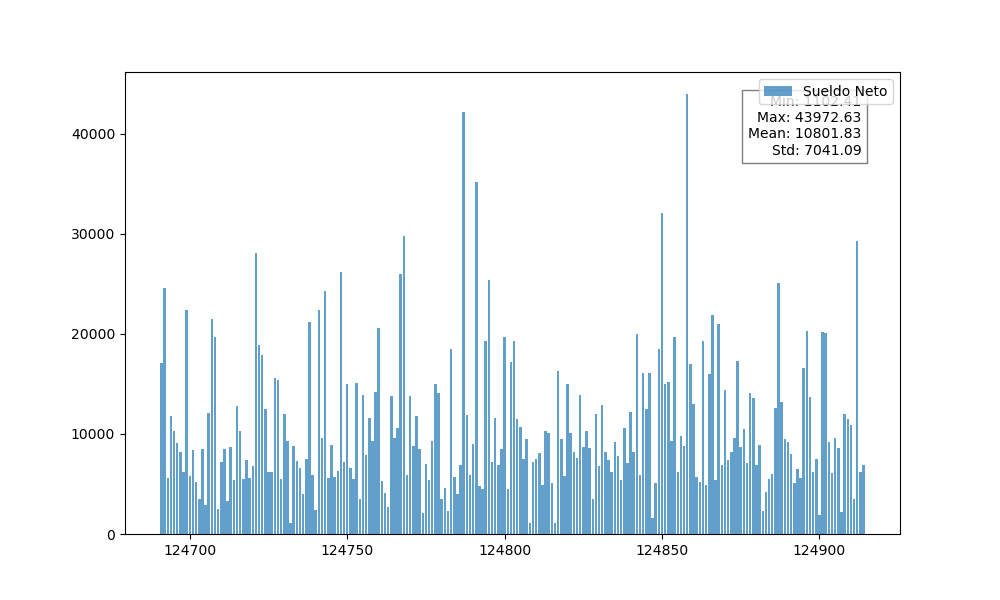 Sueldo Neto
Min: 1102.41
Max: 43972.63
Mean: 10801.83
Std: 7041.09
40000
30000
20000
10000
0
124700 124750 124800 124850 124900